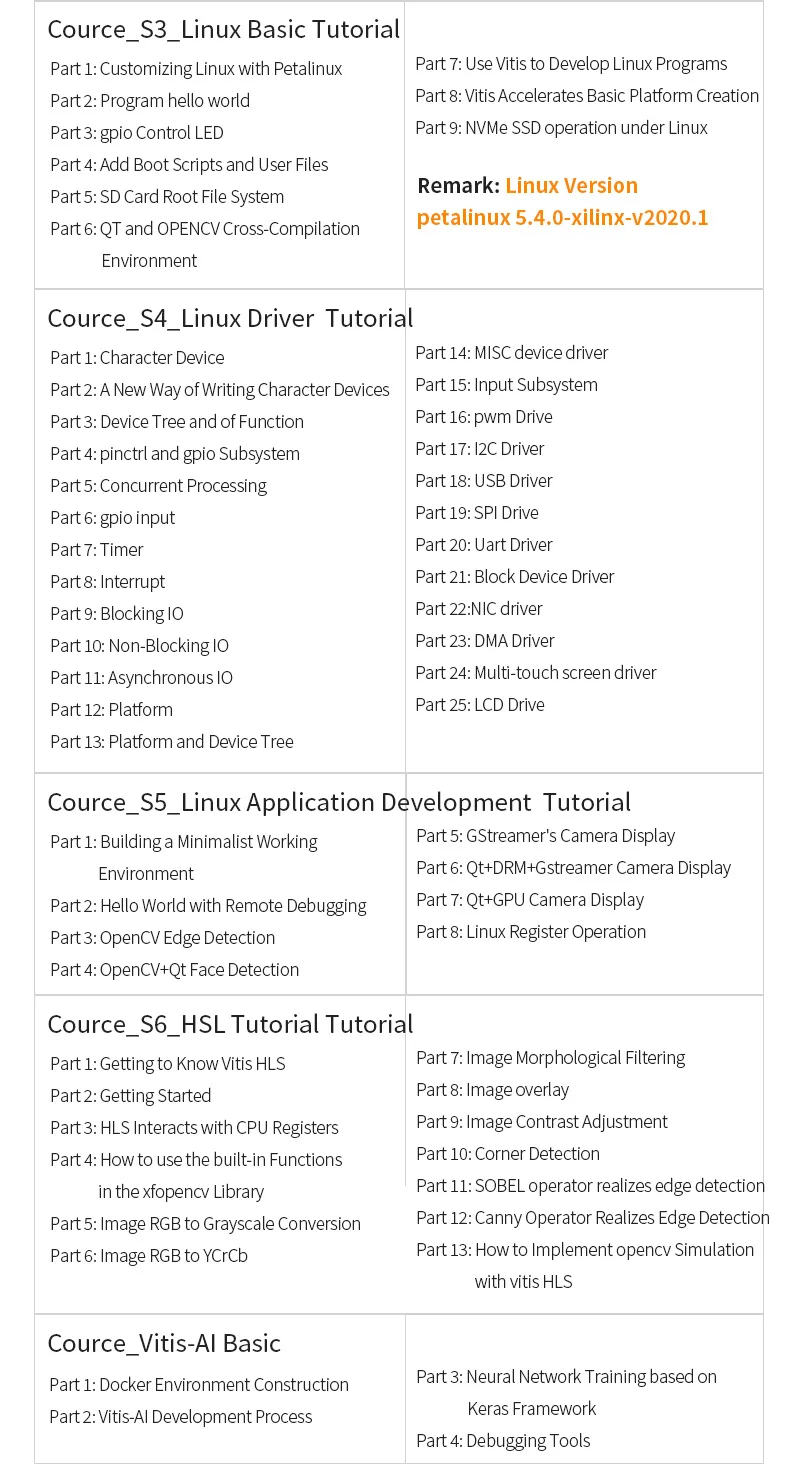 Cource_S3_Linux Basic Tutorial
Part 1: Customizing Linux with Petalinux
Part 2: Program hello world
Part 3: gpio Control LED
Part 4: Add Boot Scripts and User Files
Part 5: SD Card Root File System
Part 6: QT and OPENCV Cross-Compilation
Environment
Part 7: Use Vitis to Develop Linux Programs
Part 8: Vitis Accelerates Basic Platform Creation
Part 9: NVMe SSD operation under Linux
Remark: Linux Version
petalinux 5.4.0-xilinx-v2020.1
Cource_S4_Linux Driver Tutorial
Part 1: Character Device
Part 2: A New Way of Writing Character Devices
Part 3: Device Tree and of Function
Part 4: pinctrl and gpio Subsystem
Part 5: Concurrent Processing
Part 6: gpio input
Part 7: Timer
Part 8: Interrupt
Part 9: Blocking IO
Part 10: Non-Blocking IO
Part 11: Asynchronous IO
Part 12: Platform
Part 13: Platform and Device Tree
Part 14: MISC device driver
Part 15: Input Subsystem
Part 16: pwm Drive
Part 17: I2C Driver
Part 18: USB Driver
Part 19: SPI Drive
Part 20: Uart Driver
Part 21: Block Device Driver
Part 22:NIC driver
Part 23: DMA Driver
Part 24: Multi-touch screen driver
Part 25: LCD Drive
Cource_S5_Linux Application Development Tutorial
Part 1: Building a Minimalist Working
Environment
Part 2: Hello World with Remote Debugging
Part 3: OpenCV Edge Detection
Part 4: OpenCV+Qt Face Detection
Part 5: GStreamer's Camera Display
Part 6: Qt+DRM+Gstreamer Camera Display
Part 7: Qt+GPU Camera Display
Part 8: Linux Register Operation
Cource_S6_HSL Tutorial Tutorial
Part 1: Getting to Know Vitis HLS
Part 2: Getting Started
Part 3: HLS Interacts with CPU Registers
Part 4: How to use the built-in Functions
in the xfopencv Library
Part 5: Image RGB to Grayscale Conversion
Part 6: Image RGB to YCrCb
Part 7: Image Morphological Filtering
Part 8: Image overlay
Part 9: Image Contrast Adjustment
Part 10: Corner Detection
Part 11: SOBEL operator realizes edge detection
Part 12: Canny Operator Realizes Edge Detection
Part 13: How to Implement opencv Simulation
with vitis HLS
Cource_Vitis-AI Basic
Part 1: Docker Environment Construction
Part 2: Vitis-AI Development Process
Part 3: Neural Network Training based on
Keras Framework
Part 4: Debugging Tools